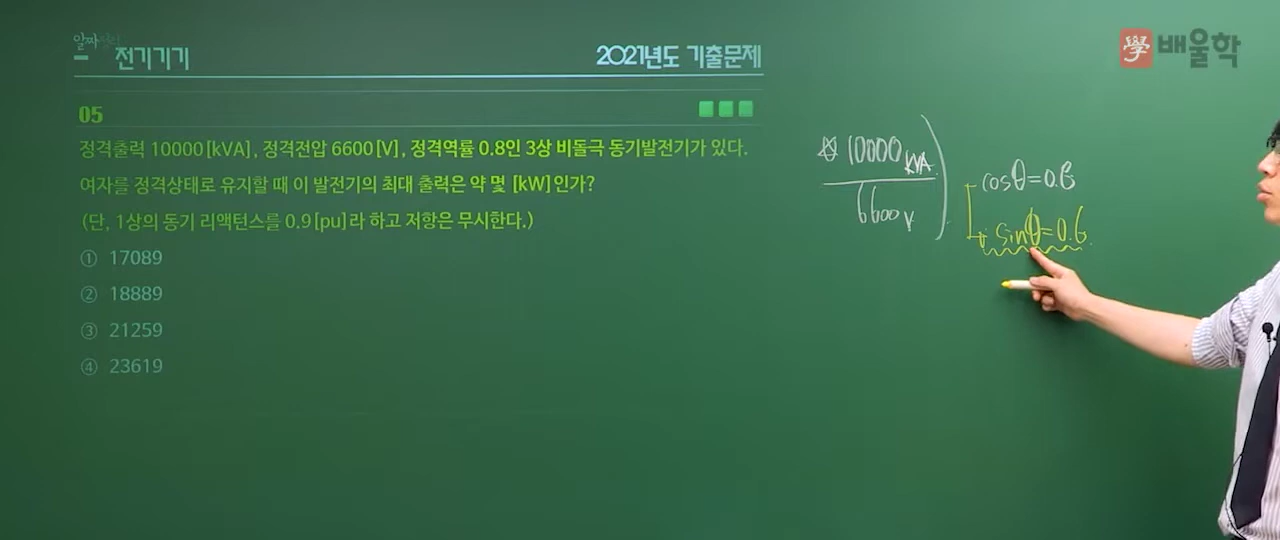 알짜
전기기기
2021년도 기출문제
學 배울학
05
정격출력 10000[kVA], 정격전압 6600[V], 정격역률 0.8인 3상 비돌극 동기발전기가 있다.
여자를 정격상태로 유지할 때 이 발전기의 최대 출력은 약 몇 [kW]인가?
(단, 1상의 동기 리액턴스를 0.9[pu]라 하고 저항은 무시한다.)
① 17089
② 18889
③ 21259
④ 23619
10000 kVA
6600 V
cosθ=0.8
sinθ=0.6